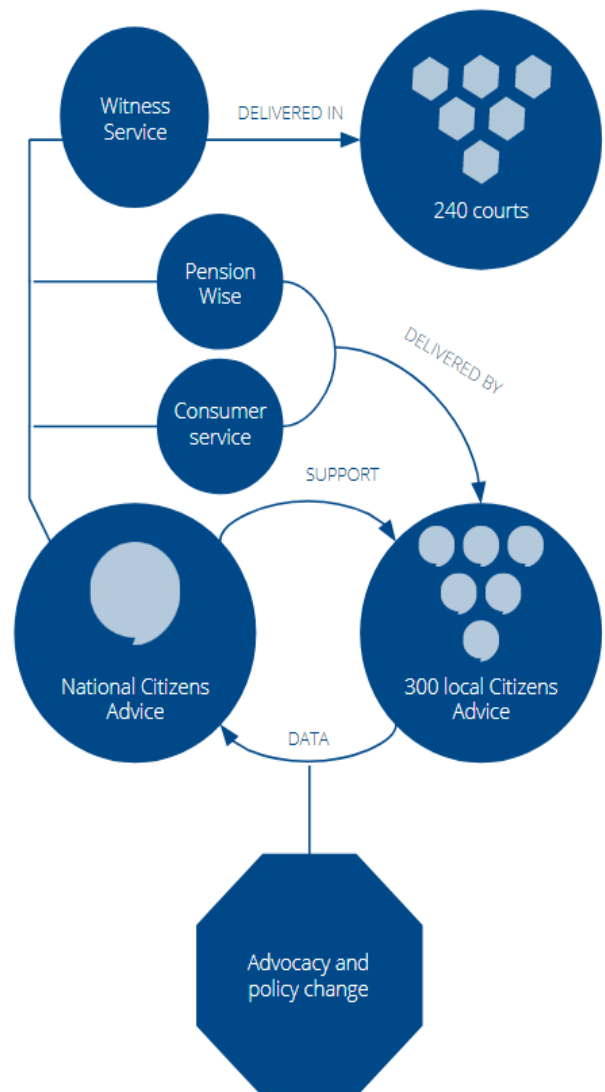 Witness
Service
DELIVERED IN
240 courts
Pension
Wise
DELIVERED BY
Consumer
service
SUPPORT
National Citizens
Advice
300 local Citizens
Advice
DATA
Advocacy and
policy change